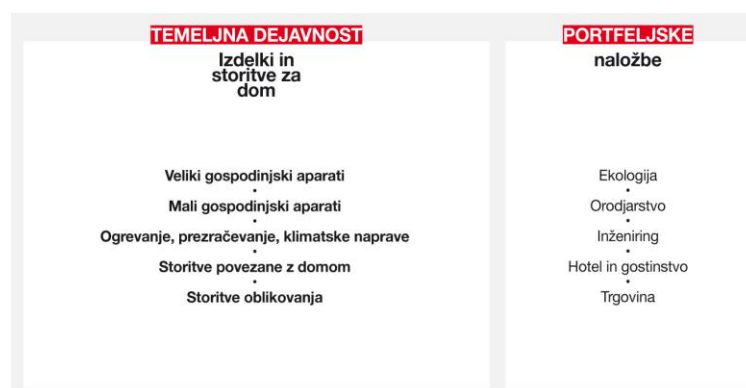 TEMELJNA DEJAVNOST
Izdelki in
storitve za
dom
Veliki gospodinjski aparati
•
Mali gospodinjski aparati
•
Ogrevanje, prezračevanje, klimatske naprave
•
Storitve povezane z domom
•
Storitve oblikovanja
PORTFELJSKE
naložbe
Ekologija
•
Orodjarstvo
•
Inženiring
•
Hotel in gostinstvo
•
Trgovina